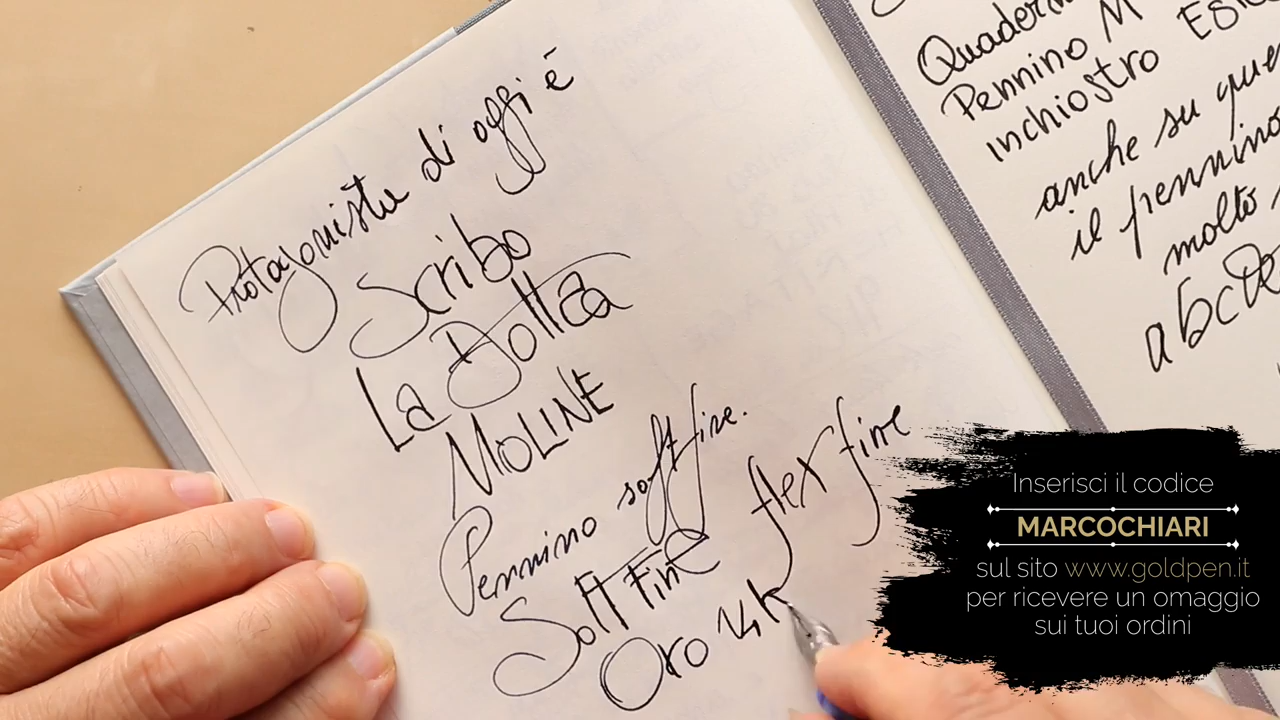 Protagonista di oggi è
Scribo
La Dotta
MOLINE
Pennino soft fine.
Soft Fine flex fine
Oro 14k
Pennino M
inchiostro
anche su
il pennino
molto
abcde
Inserisci il codice
MARCOCHIARI
sul sito www.goldpen.it
per ricevere un omaggio
sui tuoi ordini